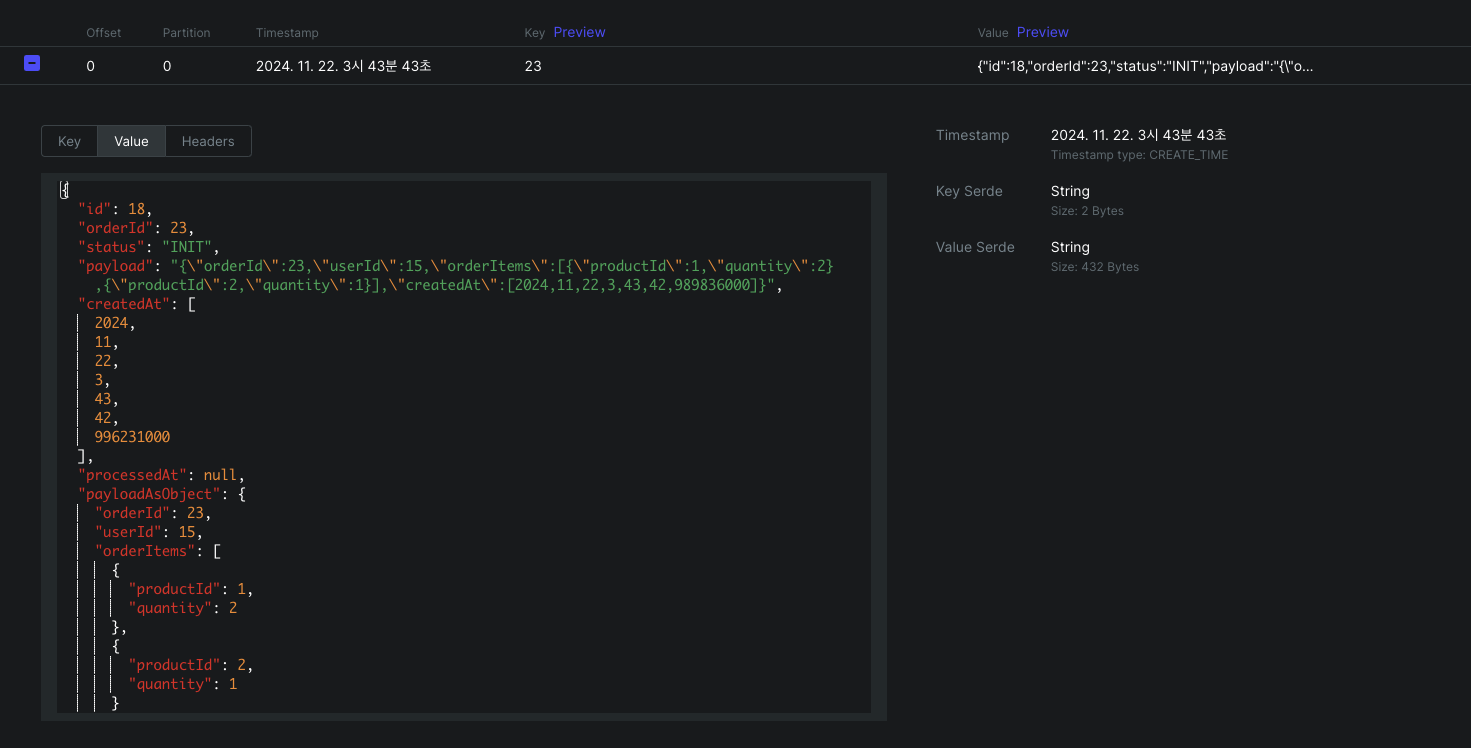 Offset Partition Timestamp Key Preview Value Preview
0 0 2024. 11. 22. 3시 43분 43초 23 {"id":18,"orderId":23,"status":"INIT","payload":"{\"o...
Key Value Headers
{
"id": 18,
"orderId": 23,
"status": "INIT",
"payload": "{\"orderId\":23,\"userId\":15,\"orderItems\":[{\"productId\":1,\"quantity\":2}
,{\"productId\":2,\"quantity\":1}],\"createdAt\":[2024,11,22,3,43,42,989836000]}",
"createdAt": [
2024,
11,
22,
3,
43,
42,
996231000
],
"processedAt": null,
"payloadAsObject": {
"orderId": 23,
"userId": 15,
"orderItems": [
{
"productId": 1,
"quantity": 2
},
{
"productId": 2,
"quantity": 1
}
Timestamp 2024. 11. 22. 3시 43분 43초
Timestamp type: CREATE_TIME
Key Serde String
Size: 2 Bytes
Value Serde String
Size: 432 Bytes